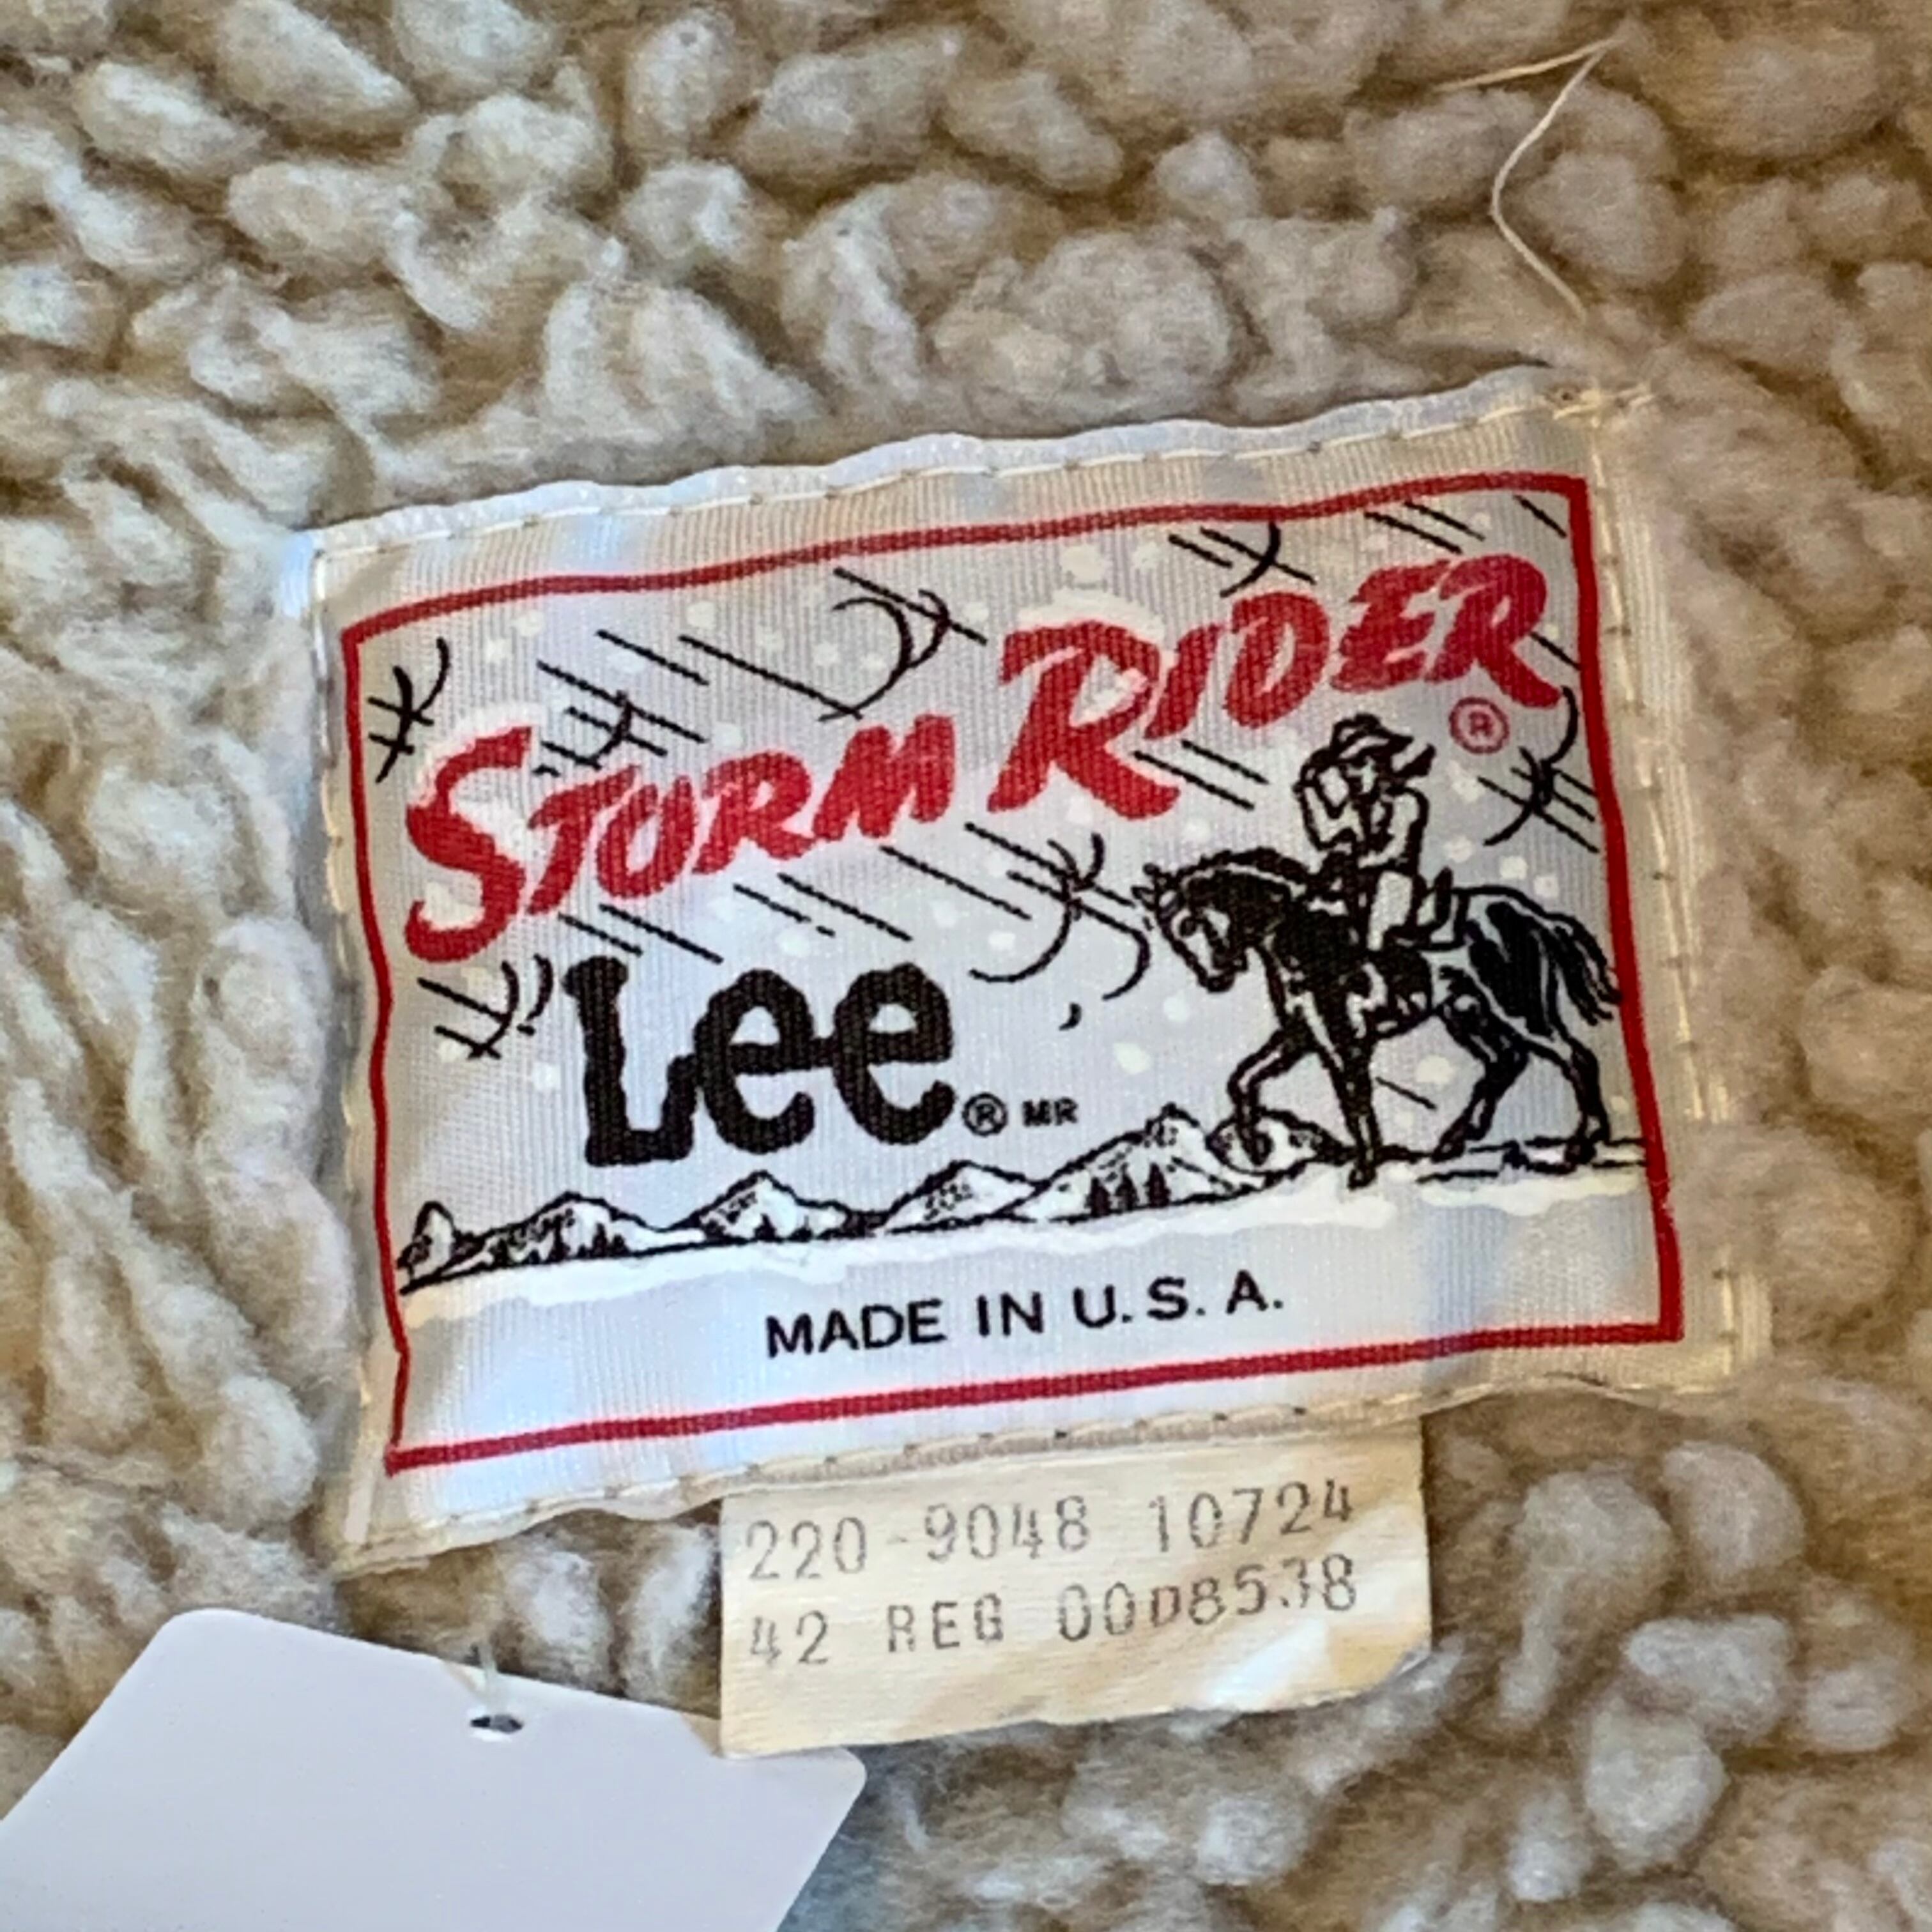 STORM RIDER ®
Lee ® MR
MADE IN U.S.A.
220-9048 10724
42 REG 00D8538